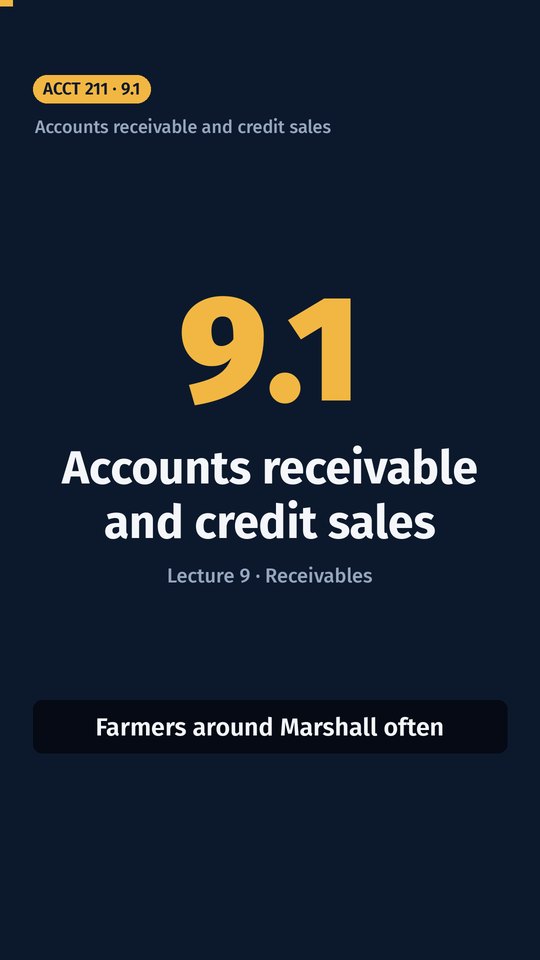 ACCT 211 · 9.1
Accounts receivable and credit sales
9.1
Accounts receivable
and credit sales
Lecture 9 · Receivables
Farmers around Marshall often